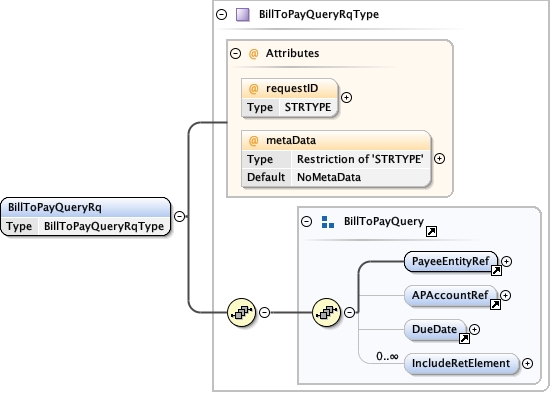 BillToPayQueryRqType
@ Attributes
@ requestID
Type STRTYPE
@ metaData
Type Restriction of 'STRTYPE'
Default NoMetaData
BillToPayQueryRq
Type BillToPayQueryRqType
BillToPayQuery
PayeeEntityRef
APAccountRef
DueDate
0..∞
IncludeRetElement